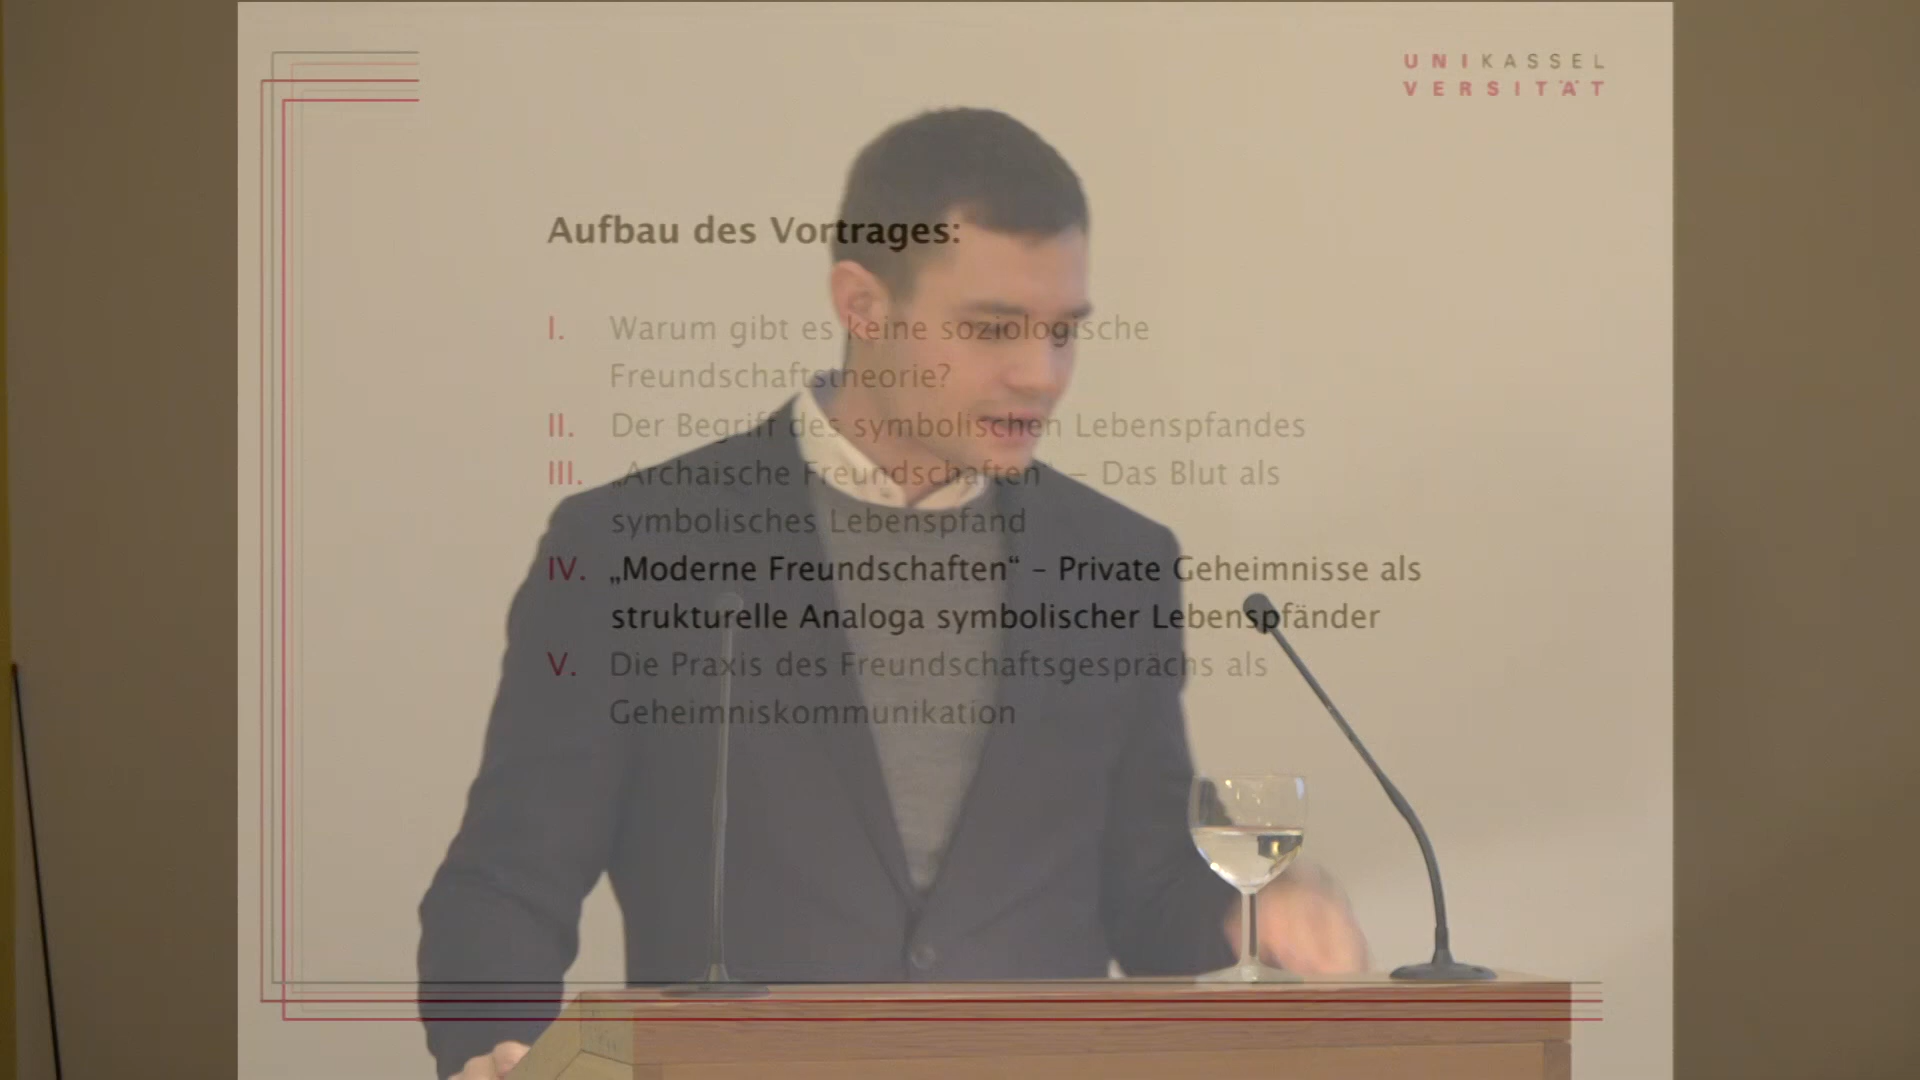 UNIKASSEL
VERSITÄT
Aufbau des Vortrages:
I. Warum gibt es keine soziologische
Freundschaftstheorie?
II. Der Begriff des symbolischen Lebenspfandes
III. „Archaische Freundschaften“ – Das Blut als
symbolisches Lebenspfand
IV. „Moderne Freundschaften“ – Private Geheimnisse als
strukturelle Analoga symbolischer Lebenspfänder
V. Die Praxis des Freundschaftsgesprächs als
Geheimniskommunikation